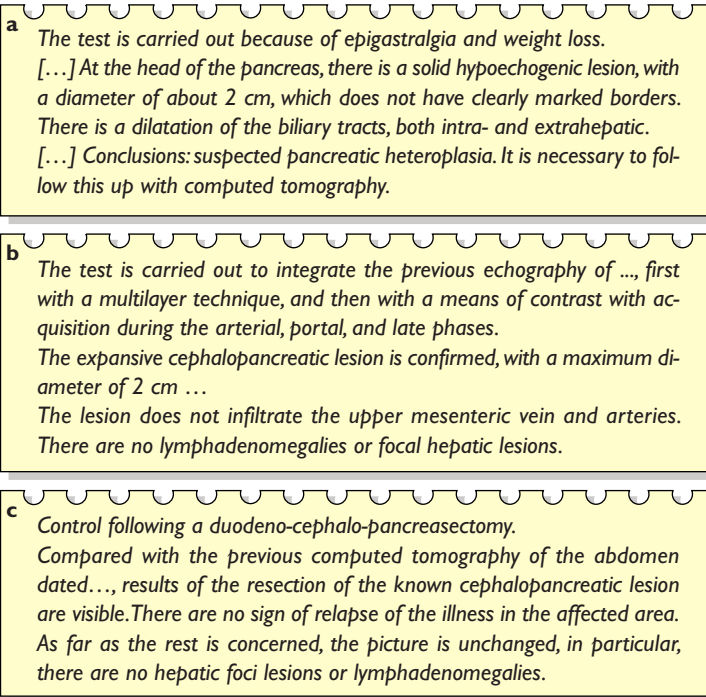 a
The test is carried out because of epigastralgia and weight loss.
[…] At the head of the pancreas, there is a solid hypoechogenic lesion, with
a diameter of about 2 cm, which does not have clearly marked borders.
There is a dilatation of the biliary tracts, both intra- and extrahepatic.
[…] Conclusions: suspected pancreatic heteroplasia. It is necessary to fol-
low this up with computed tomography.
b
The test is carried out to integrate the previous echography of ..., first
with a multilayer technique, and then with a means of contrast with ac-
quisition during the arterial, portal, and late phases.
The expansive cephalopancreatic lesion is confirmed, with a maximum di-
ameter of 2 cm …
The lesion does not infiltrate the upper mesenteric vein and arteries.
There are no lymphadenomegalies or focal hepatic lesions.
c
Control following a duodeno-cephalo-pancreasectomy.
Compared with the previous computed tomography of the abdomen
dated…, results of the resection of the known cephalopancreatic lesion
are visible. There are no sign of relapse of the illness in the affected area.
As far as the rest is concerned, the picture is unchanged, in particular,
there are no hepatic foci lesions or lymphadenomegalies.